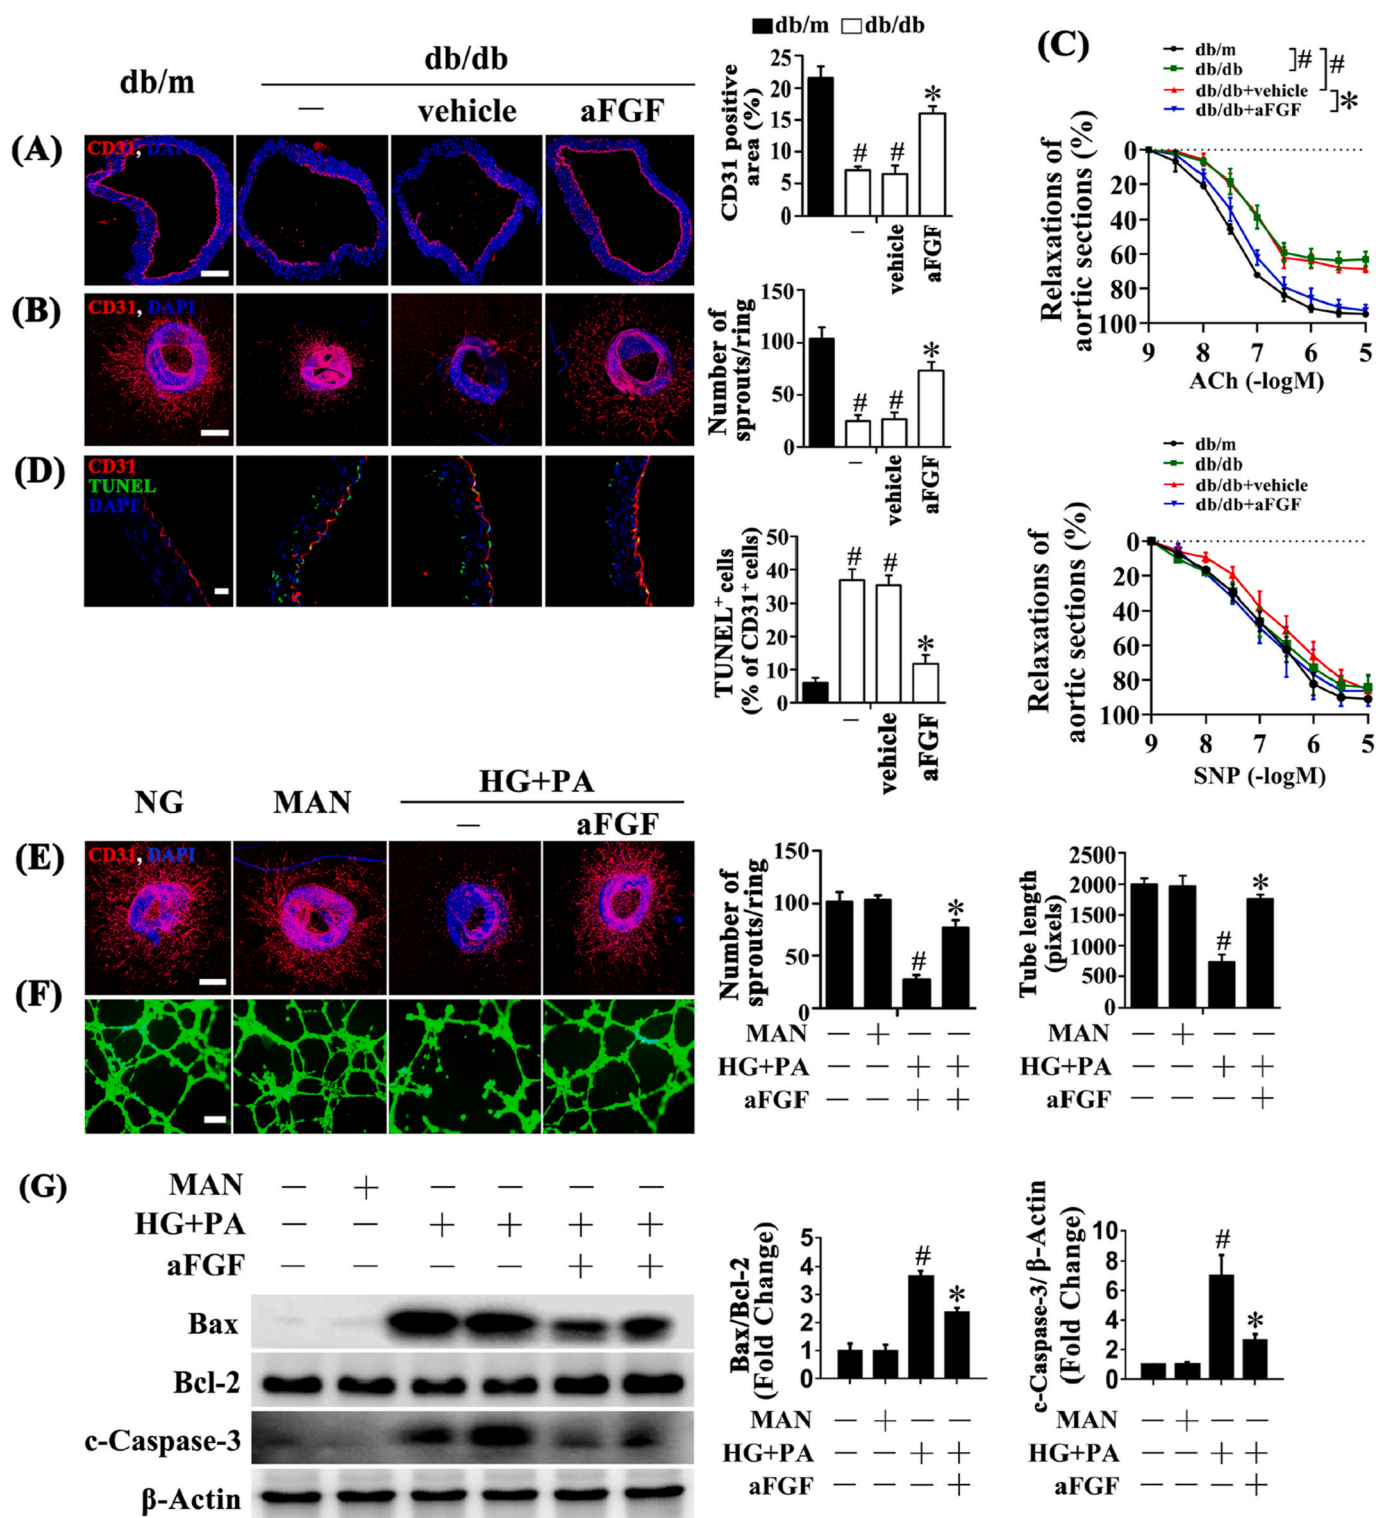 db/m
db/db
— vehicle aFGF
(A)
CD31, DAPI
(B)
CD31, DAPI
(D)
CD31
TUNEL
DAPI
db/m db/db
CD31 positive
area (%)
25
20
15
10
5
0
# # *
— vehicle aFGF
Number of
sprouts/ring
150
100
50
0
# # *
— vehicle aFGF
TUNEL+ cells
(% of CD31+ cells)
50
40
30
20
10
0
# # *
— vehicle aFGF
(C)
db/m
db/db
db/db+vehicle
db/db+aFGF
# # *
Relaxations of
aortic sections (%)
0
20
40
60
80
100
9 8 7 6 5
ACh (-logM)
db/m
db/db
db/db+vehicle
db/db+aFGF
Relaxations of
aortic sections (%)
0
20
40
60
80
100
9 8 7 6 5
SNP (-logM)
NG MAN HG+PA
— aFGF
(E)
CD31, DAPI
(F)
Number of
sprouts/ring
150
100
50
0
# *
MAN — + — —
HG+PA — — + +
aFGF — — + +
Tube length
(pixels)
2500
2000
1500
1000
500
0
# *
MAN — + — —
HG+PA — — + +
aFGF — — — +
(G)
MAN — + — — — —
HG+PA — — + + + +
aFGF — — — — + +
Bax
Bcl-2
c-Caspase-3
β-Actin
Bax/Bcl-2
(Fold Change)
5
4
3
2
1
0
# *
MAN — + — —
HG+PA — — + +
aFGF — — — +
c-Caspase-3/β-Actin
(Fold Change)
10
8
6
4
2
0
# *
MAN — + — —
HG+PA — — + +
aFGF — — — +